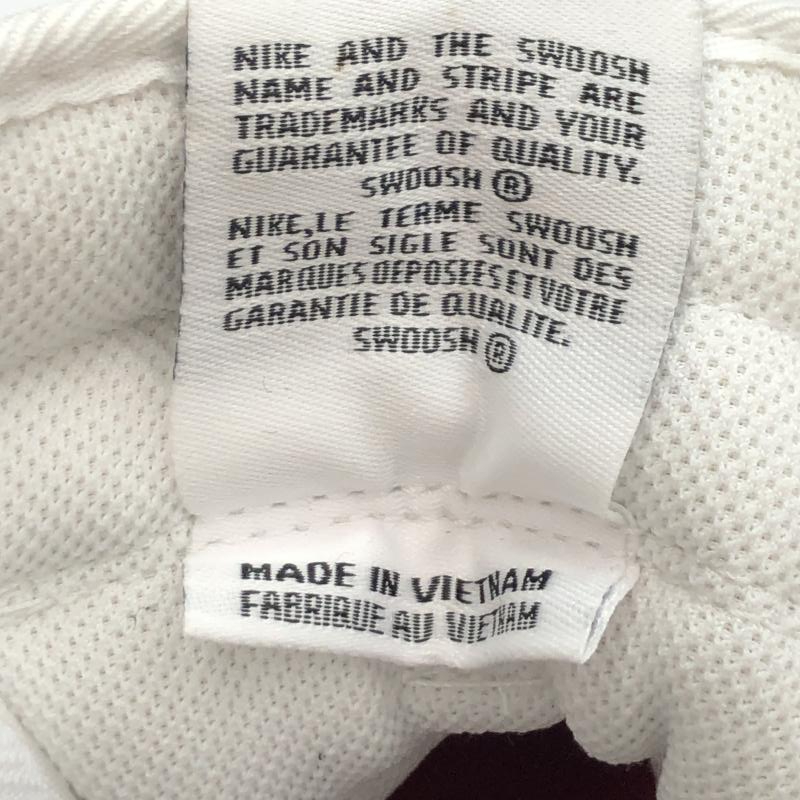 NIKE AND THE SWOOSH
NAME AND STRIPE ARE
TRADEMARKS AND YOUR
GUARANTEE OF QUALITY.
SWOOSH ®
NIKE, LE TERME SWOOSH
ET SON SIGLE SONT DES
MARQUES DEPOSEES ET VOTRE
GARANTIE DE QUALITE.
SWOOSH ®
MADE IN VIETNAM
FABRIQUE AU VIETNAM